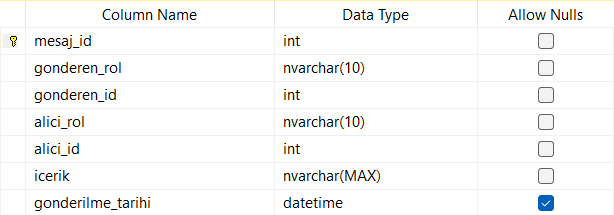 Column Name Data Type Allow Nulls
mesaj_id int
gonderen_rol nvarchar(10)
gonderen_id int
alici_rol nvarchar(10)
alici_id int
icerik nvarchar(MAX)
gonderilme_tarihi datetime